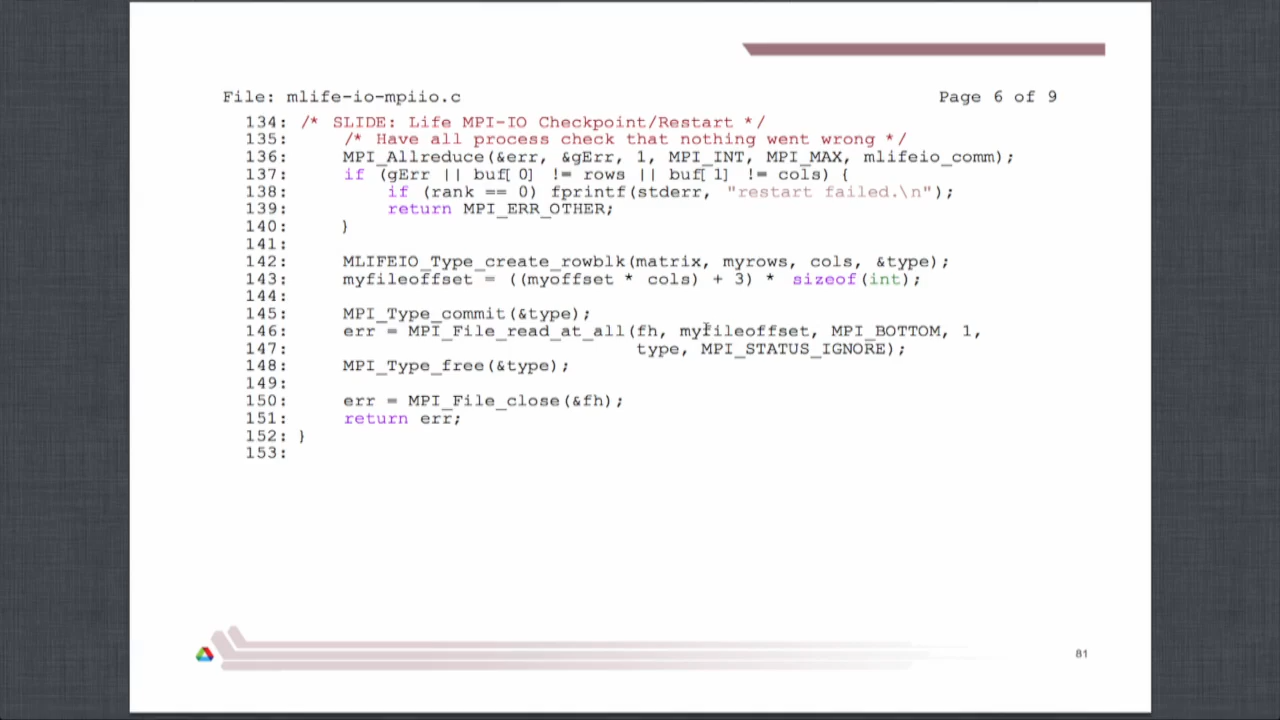 File: mlife-io-mpiio.c Page 6 of 9
134: /* SLIDE: Life MPI-IO Checkpoint/Restart */
135: /* Have all process check that nothing went wrong */
136: MPI_Allreduce(&err, &gErr, 1, MPI_INT, MPI_MAX, mlifeio_comm);
137: if (gErr || buf[ 0] != rows || buf[ 1] != cols) {
138: if (rank == 0) fprintf(stderr, "restart failed.\n");
139: return MPI_ERR_OTHER;
140: }
141:
142: MLIFEIO_Type_create_rowblk(matrix, myrows, cols, &type);
143: myfileoffset = ((myoffset * cols) + 3) * sizeof(int);
144:
145: MPI_Type_commit(&type);
146: err = MPI_File_read_at_all(fh, myfileoffset, MPI_BOTTOM, 1,
147: type, MPI_STATUS_IGNORE);
148: MPI_Type_free(&type);
149:
150: err = MPI_File_close(&fh);
151: return err;
152: }
153:
81